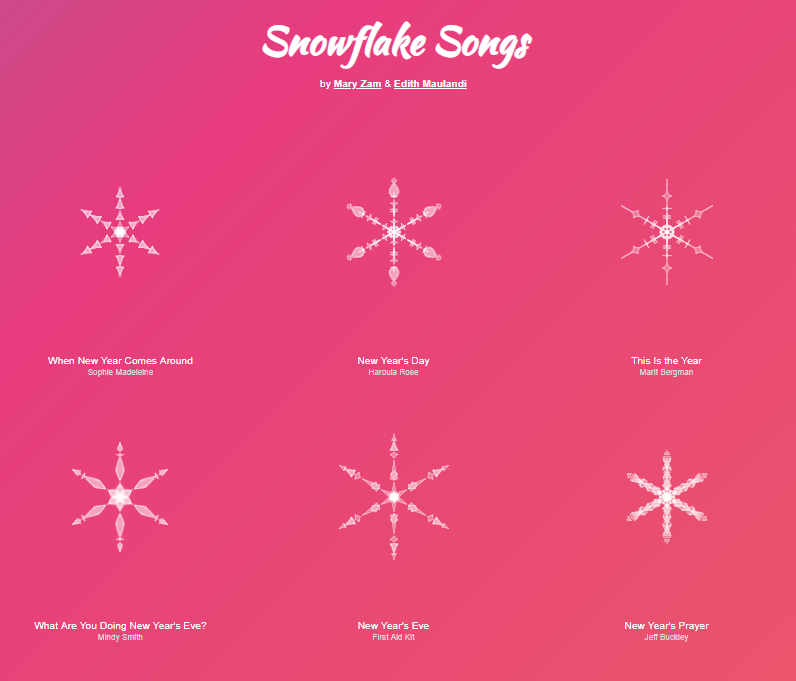 Snowflake Songs
by Mary Zam & Edith Maulandi
When New Year Comes Around
Sophie Madeleine
New Year's Day
Haroula Rose
This Is the Year
Marit Bergman
What Are You Doing New Year's Eve?
Mindy Smith
New Year's Eve
First Aid Kit
New Year's Prayer
Jeff Buckley